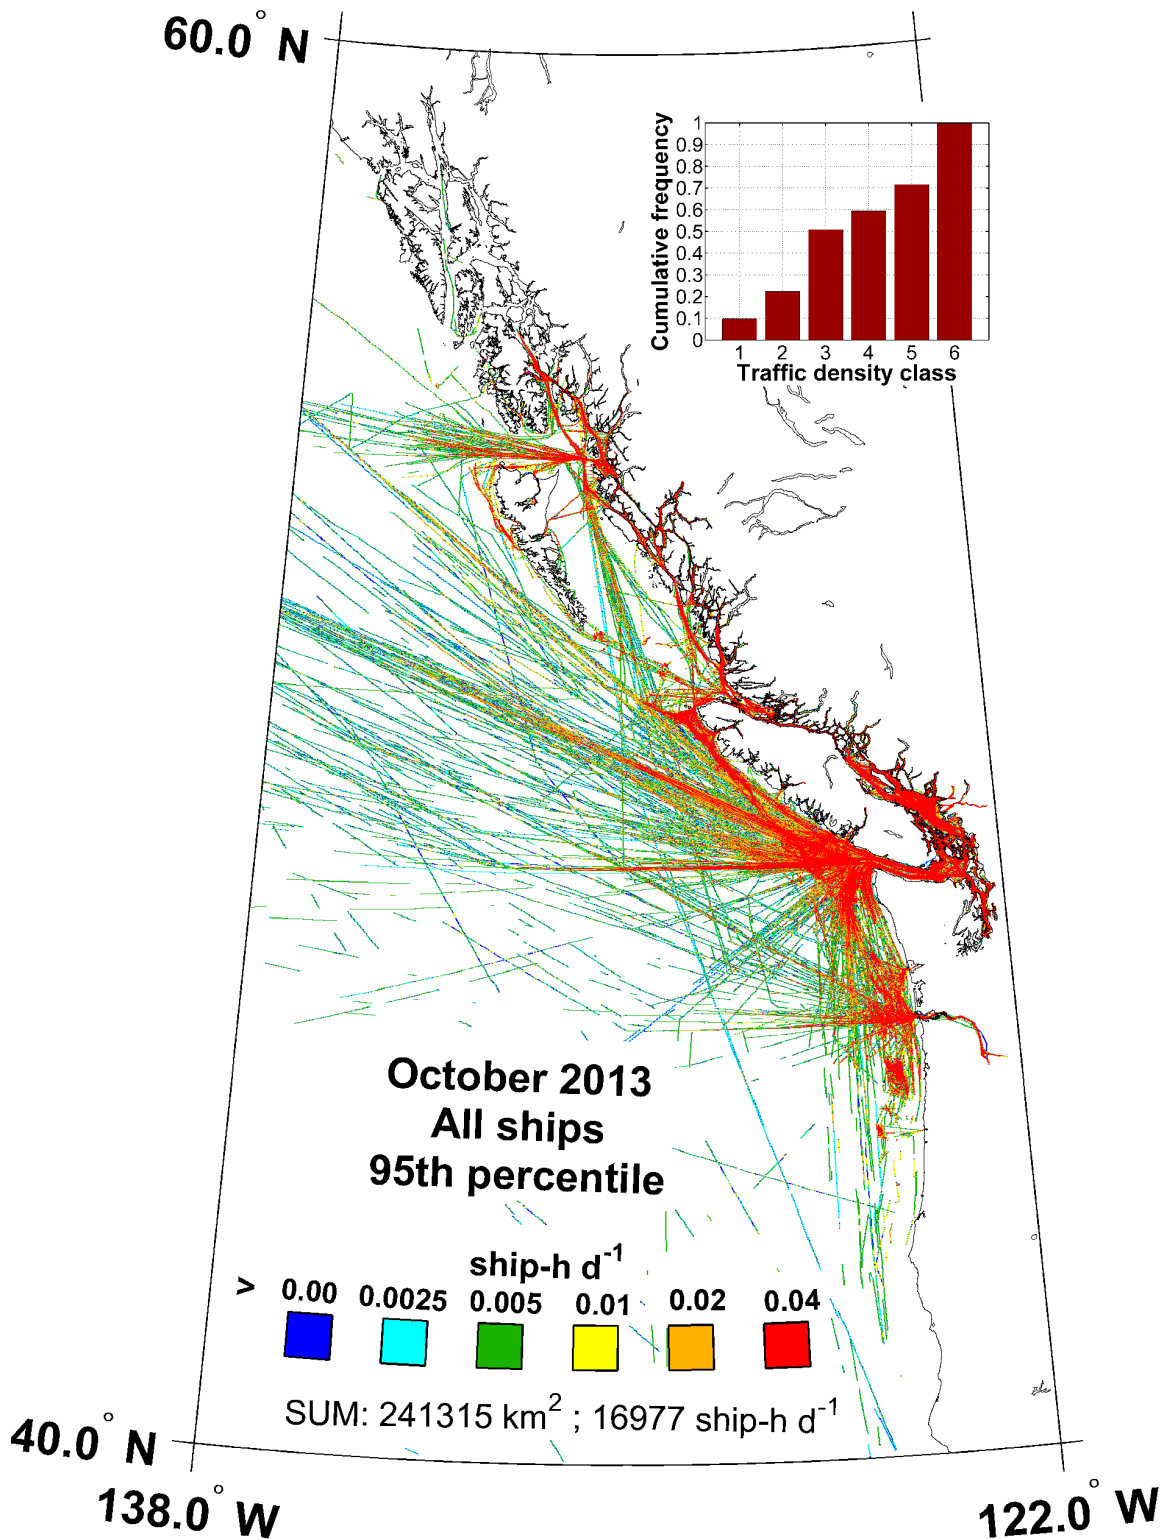 60.0° N
Cumulative frequency
1
0.9
0.8
0.7
0.6
0.5
0.4
0.3
0.2
0.1
0
1 2 3 4 5 6
Traffic density class
October 2013
All ships
95th percentile
ship-h d⁻¹
> 0.00 0.0025 0.005 0.01 0.02 0.04
SUM: 241315 km² ; 16977 ship-h d⁻¹
40.0° N
138.0° W
122.0° W